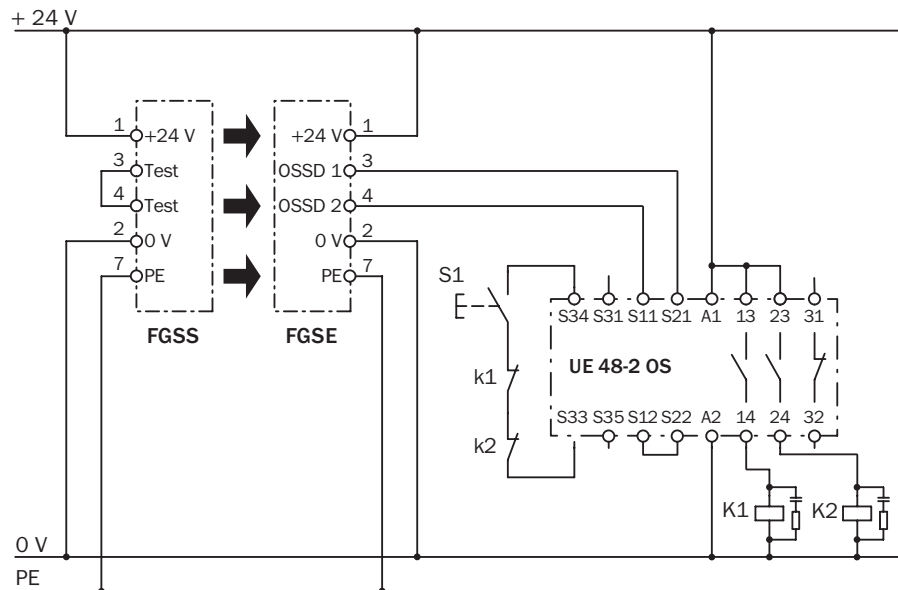 + 24 V
1 +24 V
+24 V 1
3 Test
OSSD 1 3
4 Test
OSSD 2 4
2 0 V
0 V 2
7 PE
PE 7
FGSS
FGSE
S1
k1
k2
S34 S31 S11 S21 A1 13 23 31
UE 48-2 OS
S33 S35 S12 S22 A2 14 24 32
K1
K2
0 V
PE